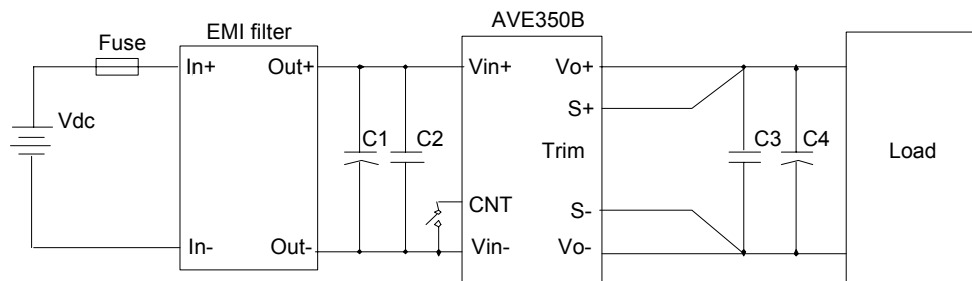 AVE350B
EMI filter
Fuse
In+
Out+
Vin+
Vo+
S+
Vdc
C1
C2
Trim
C3
C4
Load
CNT
S-
In-
Out-
Vin-
Vo-